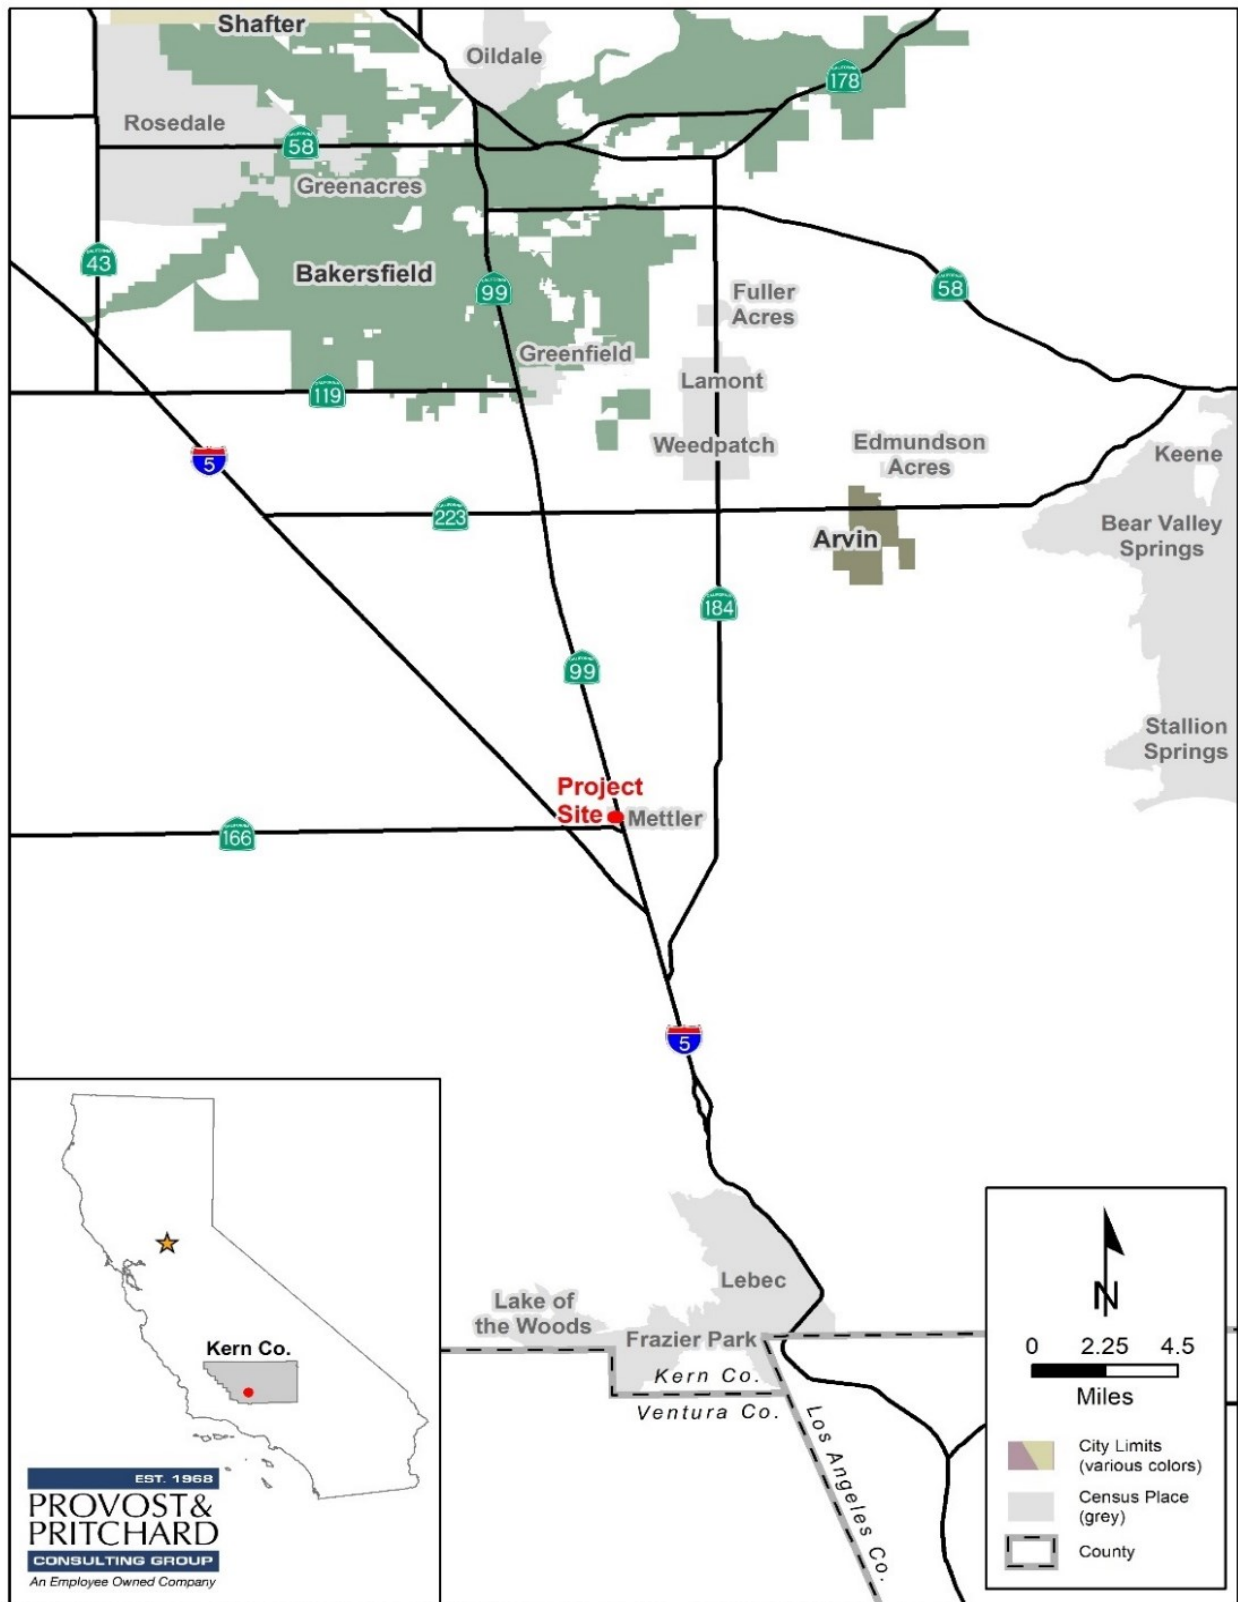 Shafter
Oildale
178
Rosedale
58
Greenacres
43
Bakersfield
99
58
Fuller
Acres
Greenfield
Lamont
119
Weedpatch
Edmundson
Acres
Keene
5
223
Arvin
Bear Valley
Springs
184
99
Stallion
Springs
Project
Site
Mettler
166
5
Lebec
Lake of
the Woods
Frazier Park
Kern Co.
Ventura Co.
Los Angeles Co.
Kern Co.
EST. 1968
PROVOST&
PRITCHARD
CONSULTING GROUP
An Employee Owned Company
N
0 2.25 4.5
Miles
City Limits
(various colors)
Census Place
(grey)
County